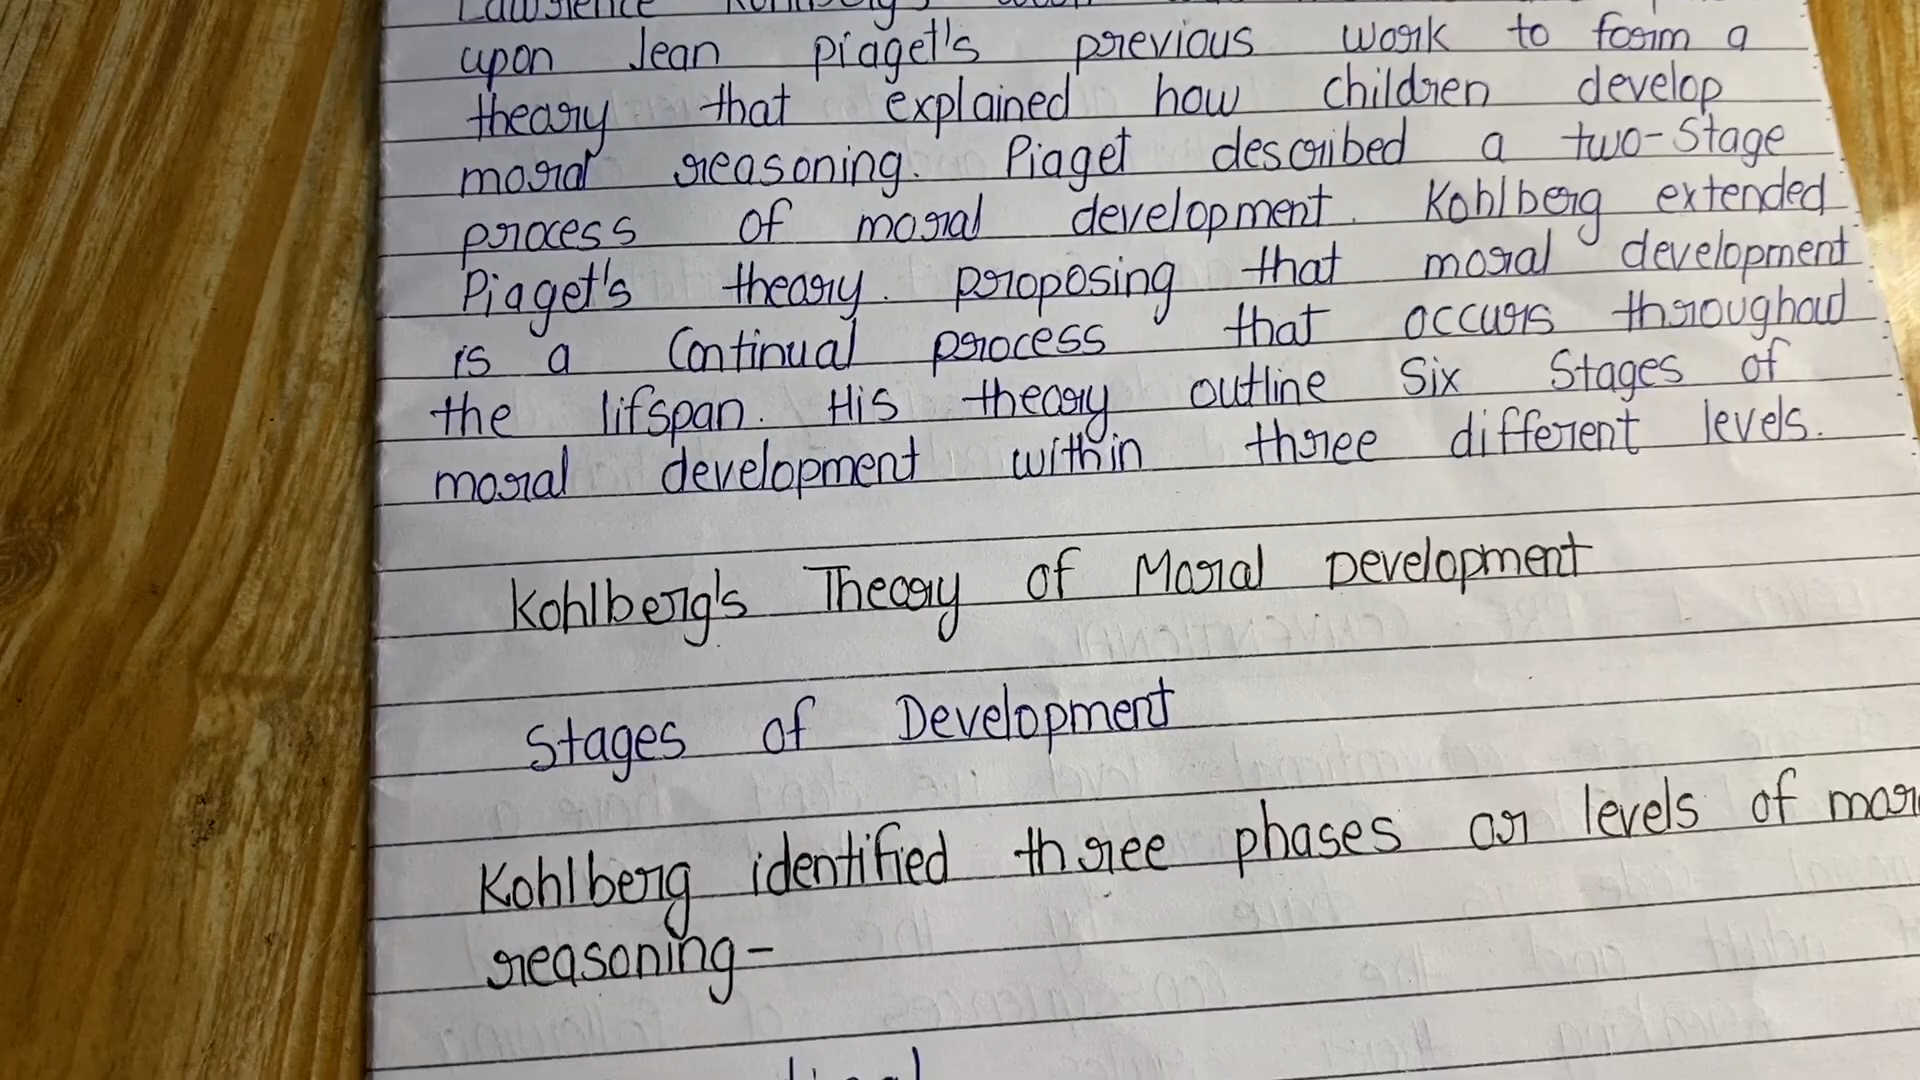 Lawrence Kohlberg's
upon Jean Piaget's previous work to form a
theory that explained how children develop
moral reasoning. Piaget described a two-Stage
process of moral development. Kohlberg extended
Piaget's theory. proposing that moral development
is a Continual process that occurs throughout
the lifspan. His theory outline Six Stages of
moral development within three different levels.
Kohlberg's Theory of Moral Development
Stages of Development
Kohlberg identified three phases or levels of mor
reasoning-